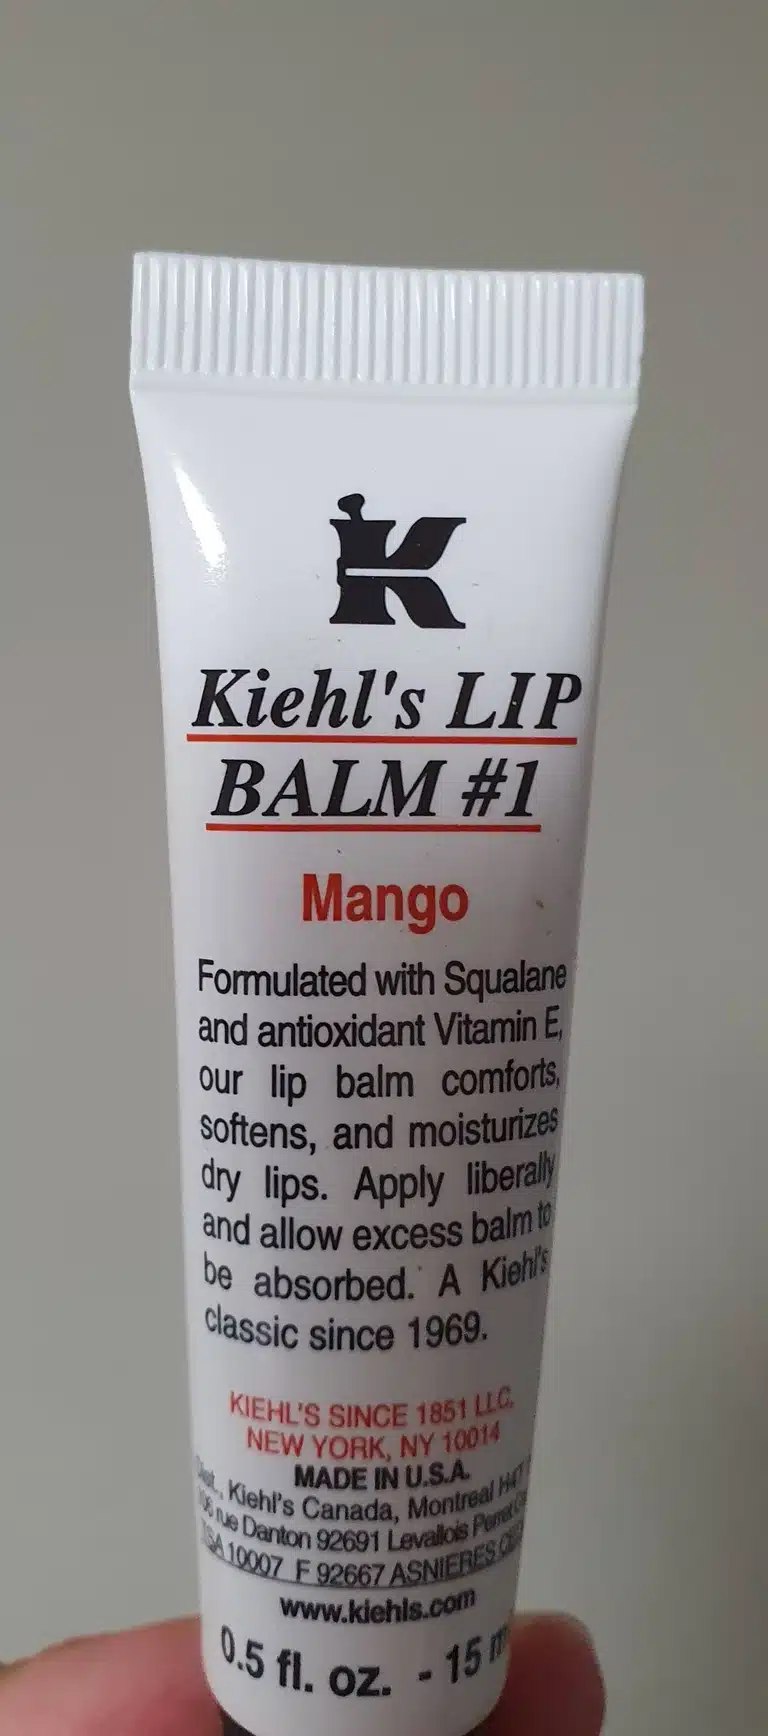 Kiehl's LIP
BALM #1
Mango
Formulated with Squalane
and antioxidant Vitamin E,
our lip balm comforts,
softens, and moisturizes
dry lips. Apply liberally
and allow excess balm to
be absorbed. A Kiehl's
classic since 1969.
KIEHL'S SINCE 1851 LLC,
NEW YORK, NY 10014
MADE IN U.S.A.
Kiehl's Canada, Montreal H4T
rue Danton 92691 Levallois Perret
10007 F 92667 ASNIERES
www.kiehls.com
0.5 fl. oz. - 15